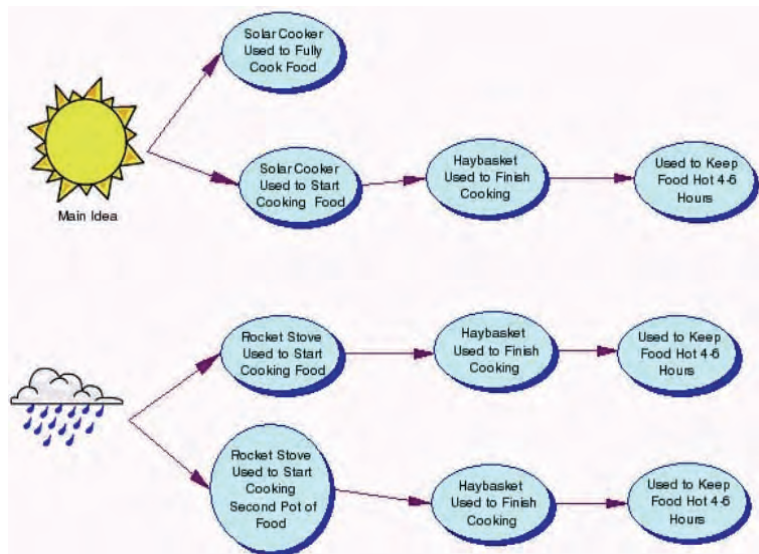 Solar Cooker
Used to Fully
Cook Food
Main Idea
Solar Cooker
Used to Start
Cooking Food
Haybasket
Used to Finish
Cooking
Used to Keep
Food Hot 4-6
Hours
Rocket Stove
Used to Start
Cooking Food
Haybasket
Used to Finish
Cooking
Used to Keep
Food Hot 4-6
Hours
Rocket Stove
Used to Start
Cooking
Second Pot of
Food
Haybasket
Used to Finish
Cooking
Used to Keep
Food Hot 4-6
Hours